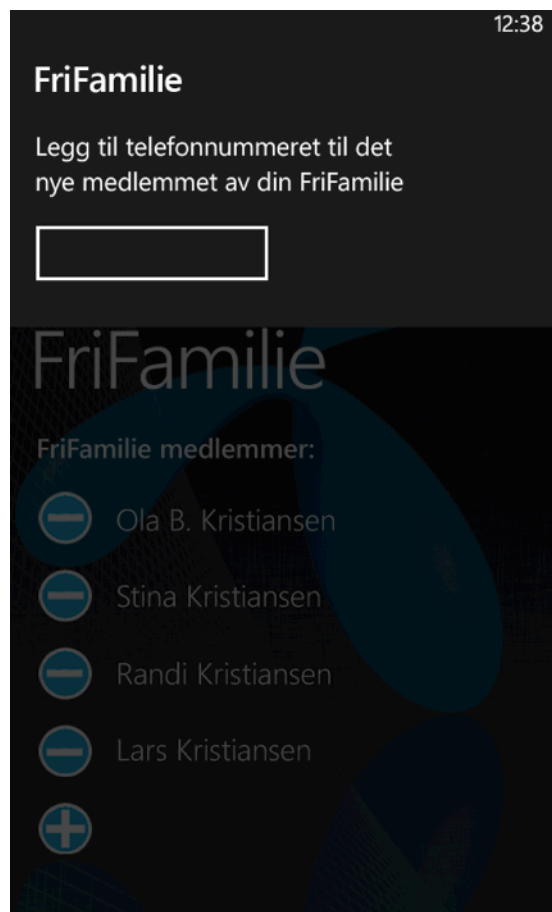 12:38
FriFamilie
Legg til telefonnummeret til det
nye medlemmet av din FriFamilie
FriFamilie
FriFamilie medlemmer:
Ola B. Kristiansen
Stina Kristiansen
Randi Kristiansen
Lars Kristiansen